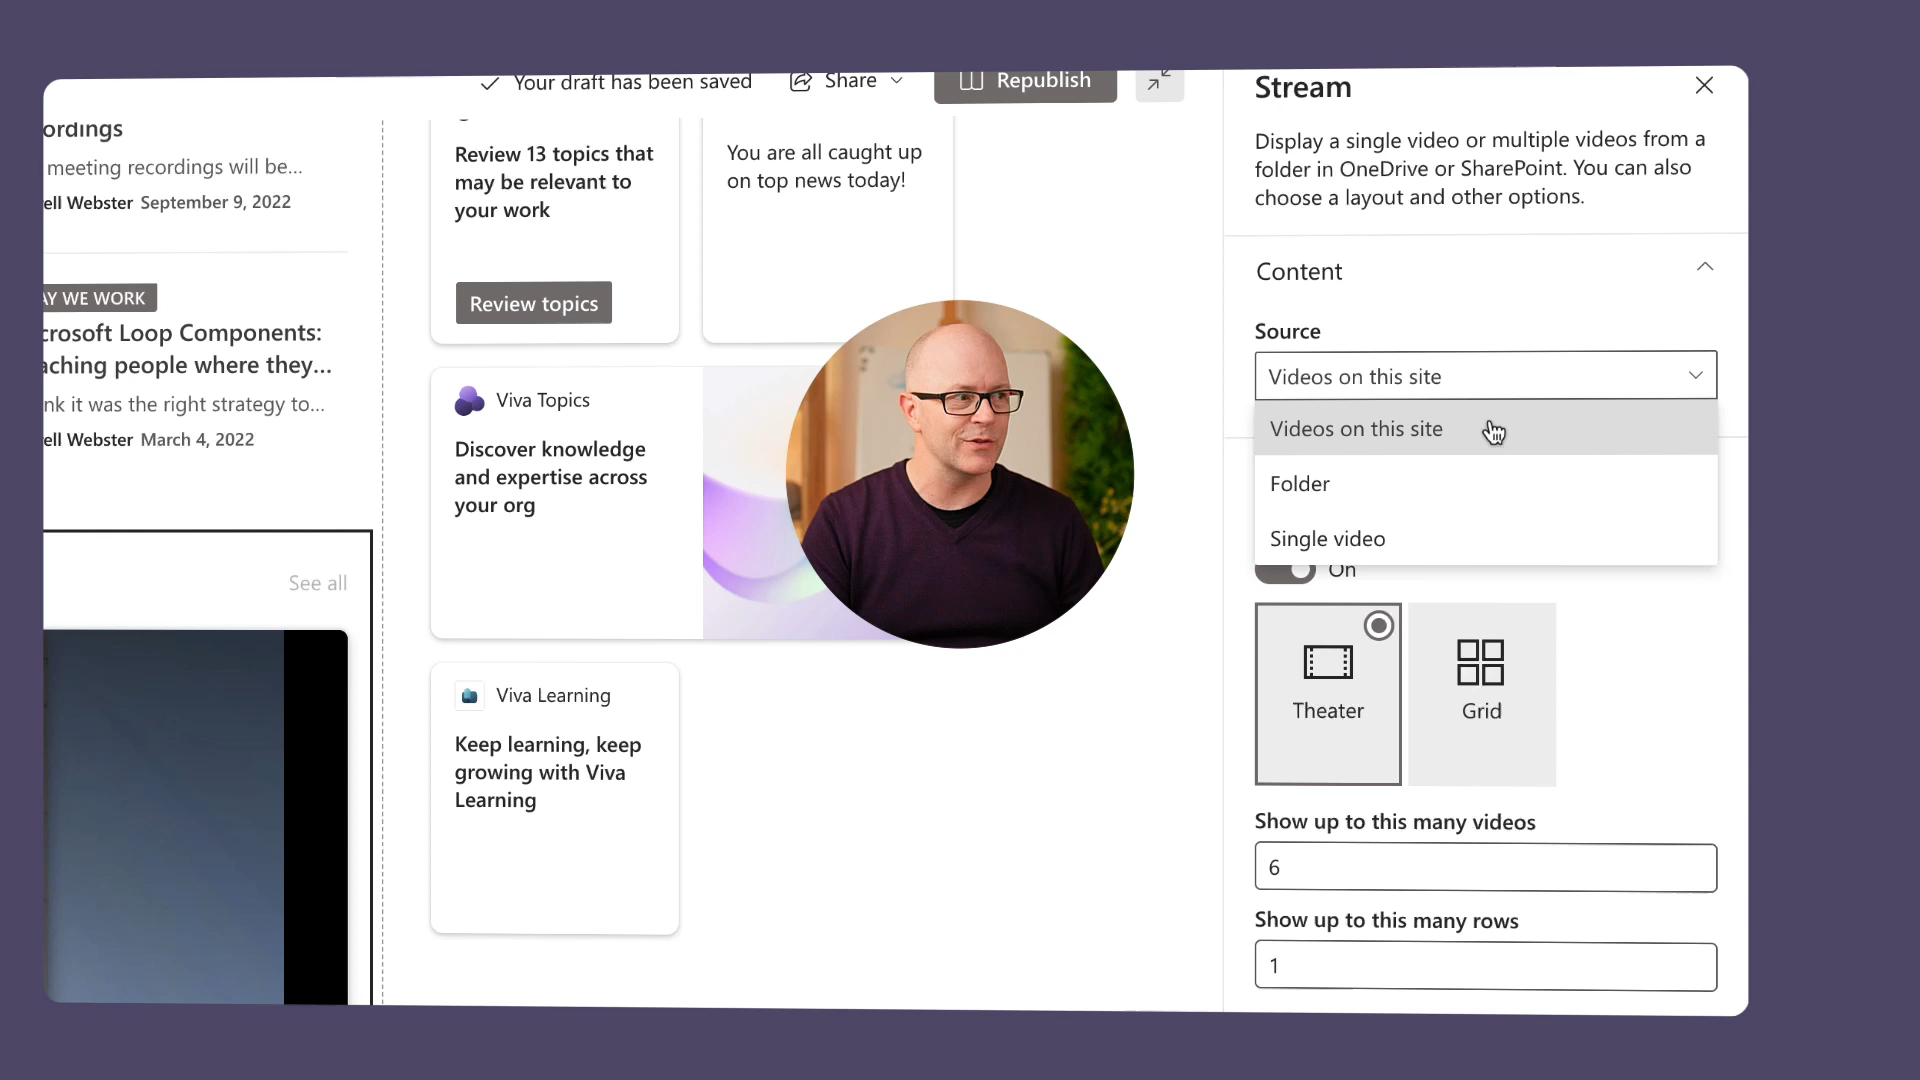 Your draft has been saved
Share
Republish
ordings
meeting recordings will be...
ell Webster September 9, 2022
AY WE WORK
crosoft Loop Components:
aching people where they...
nk it was the right strategy to...
ell Webster March 4, 2022
See all
Review 13 topics that
may be relevant to
your work
Review topics
You are all caught up
on top news today!
Viva Topics
Discover knowledge
and expertise across
your org
Viva Learning
Keep learning, keep
growing with Viva
Learning
Stream
Display a single video or multiple videos from a
folder in OneDrive or SharePoint. You can also
choose a layout and other options.
Content
Source
Videos on this site
Videos on this site
Folder
Single video
On
Theater
Grid
Show up to this many videos
6
Show up to this many rows
1